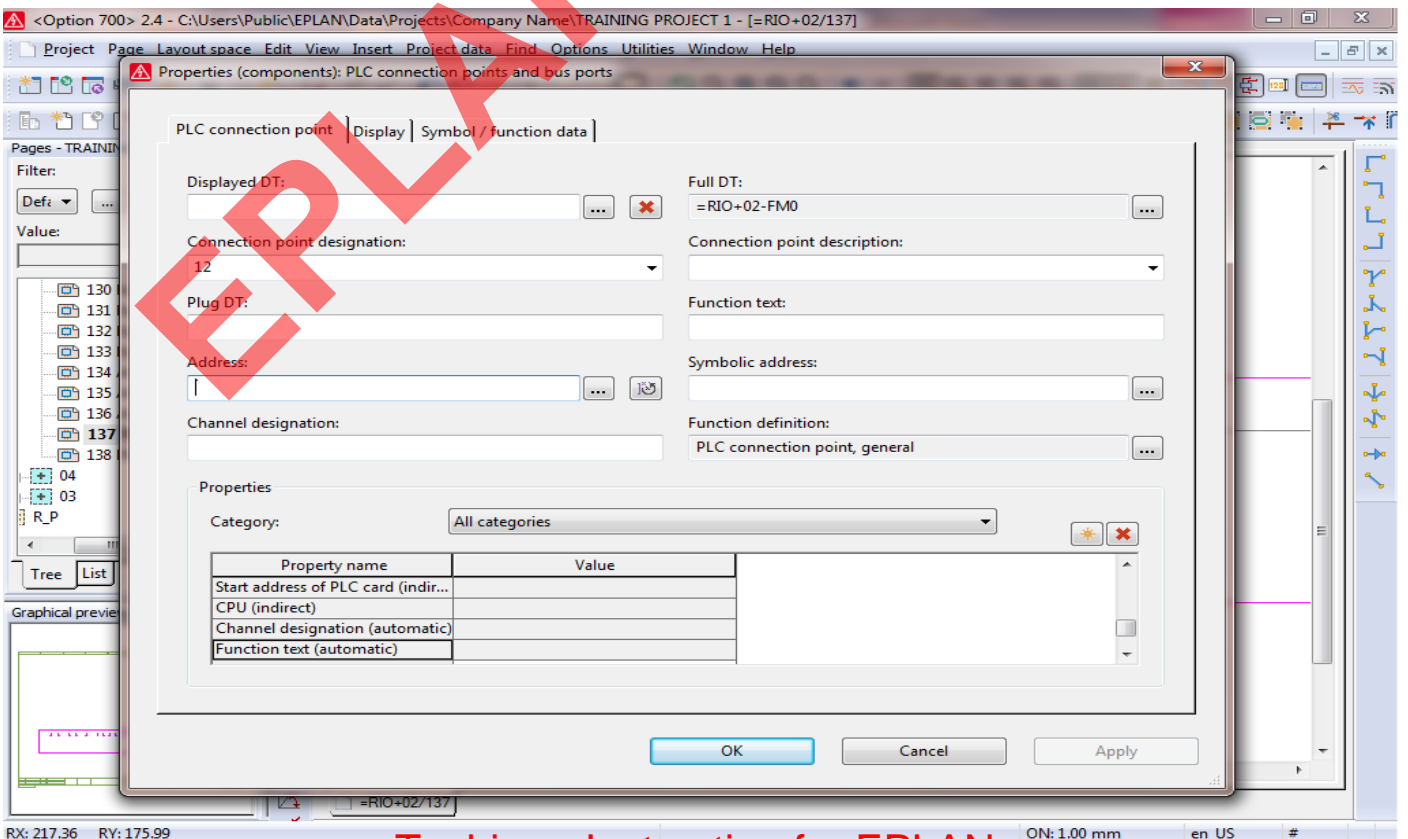 <Option 700> 2.4 - C:\Users\Public\EPLAN\Data\Projects\Company Name\TRAINING PROJECT 1 - [=RIO+02/137]
Project Page Layout space Edit View Insert Project data Find Options Utilities Window Help
Properties (components): PLC connection points and bus ports
PLC connection point Display Symbol / function data
Pages - TRAININ
Filter:
Defa
...
Value:
130
131
132
133
134
135
136
137
138
04
03
R_P
Tree List
Graphical preview
Displayed DT: Full DT:
... =RIO+02-FM0 ...
Connection point designation: Connection point description:
12
Plug DT: Function text:
Address: Symbolic address:
... ...
Channel designation: Function definition:
PLC connection point, general ...
Properties
Category: All categories
Property name Value
Start address of PLC card (indir...
CPU (indirect)
Channel designation (automatic)
Function text (automatic)
OK Cancel Apply
=RIO+02/137
RX: 217.36 RY: 175.99 ON: 1.00 mm en_US #
EPLA